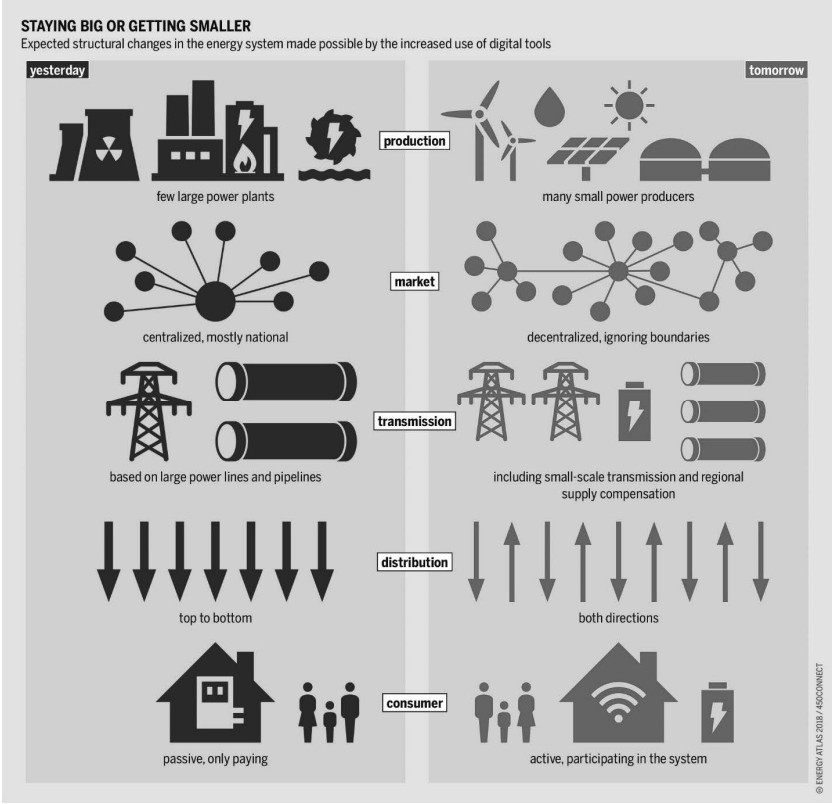 STAYING BIG OR GETTING SMALLER
Expected structural changes in the energy system made possible by the increased use of digital tools
yesterday
tomorrow
production
few large power plants
many small power producers
market
centralized, mostly national
decentralized, ignoring boundaries
transmission
based on large power lines and pipelines
including small-scale transmission and regional
supply compensation
distribution
top to bottom
both directions
consumer
passive, only paying
active, participating in the system
© ENERGY ATLAS 2018 / 450CONNECT